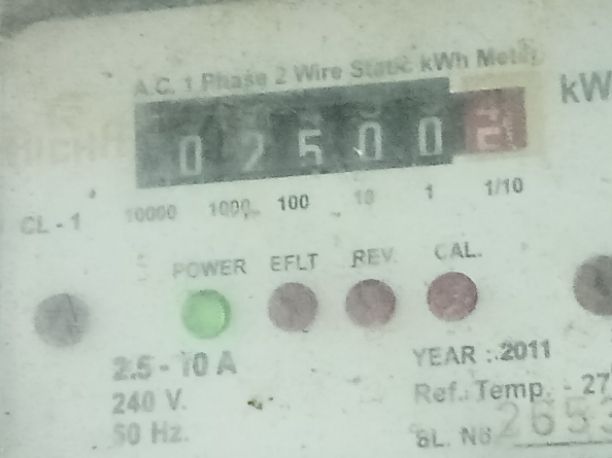 A.C. 1 Phase 2 Wire Static kWh Meter
kW
0 2 5 0 0 2
10000 1000 100 10 1 1/10
CL - 1
POWER EFLT REV. CAL.
2.5 - 10 A
240 V.
50 Hz.
YEAR : 2011
Ref. Temp. - 27
SL. No 2653